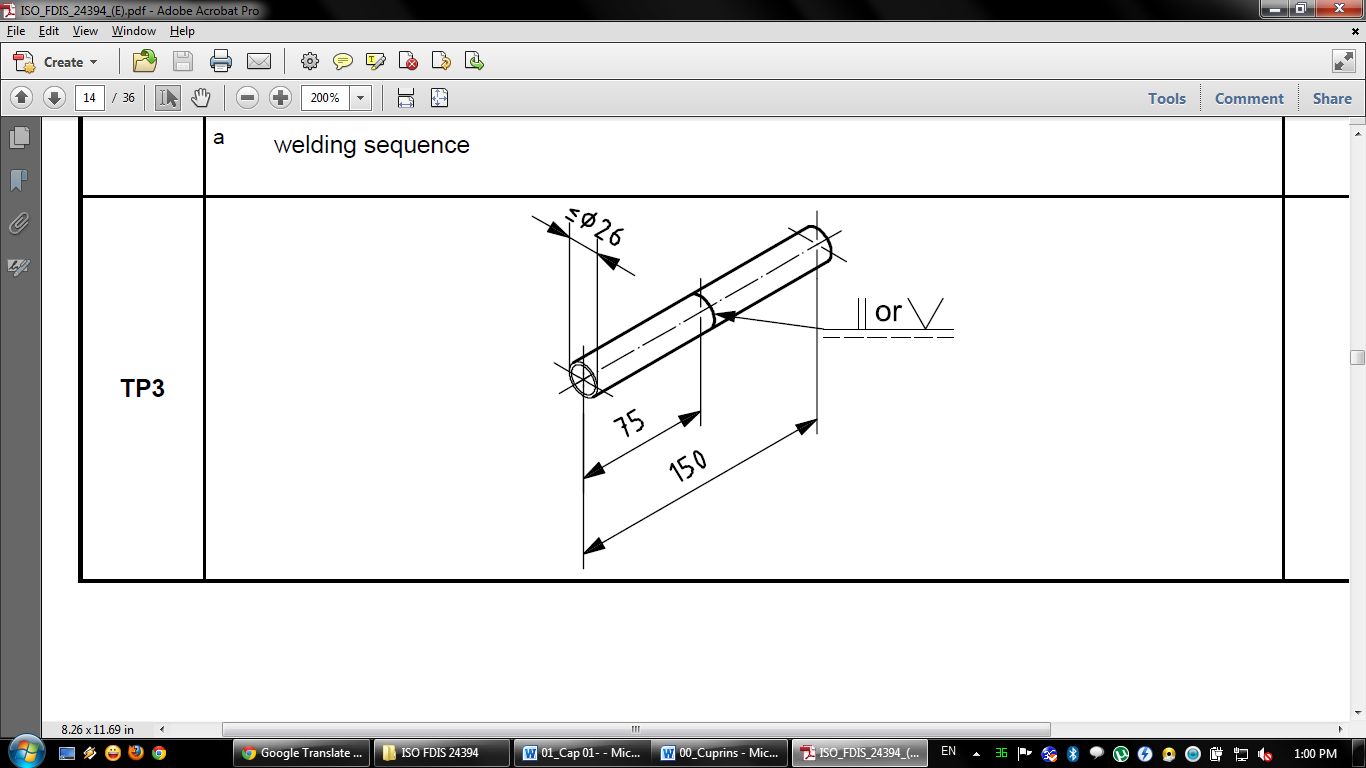 ISO_FDIS_24394_(E).pdf - Adobe Acrobat Pro
File Edit View Window Help
Create
14 / 36 200% Tools Comment Share
a welding sequence
≤ø26
|| or V
TP3
75
150
8.26 x 11.69 in
Google Translate ... ISO FDIS 24394 01_Cap 01- - Mic... 00_Cuprins - Mic... ISO_FDIS_24394_(... EN 36 1:00 PM